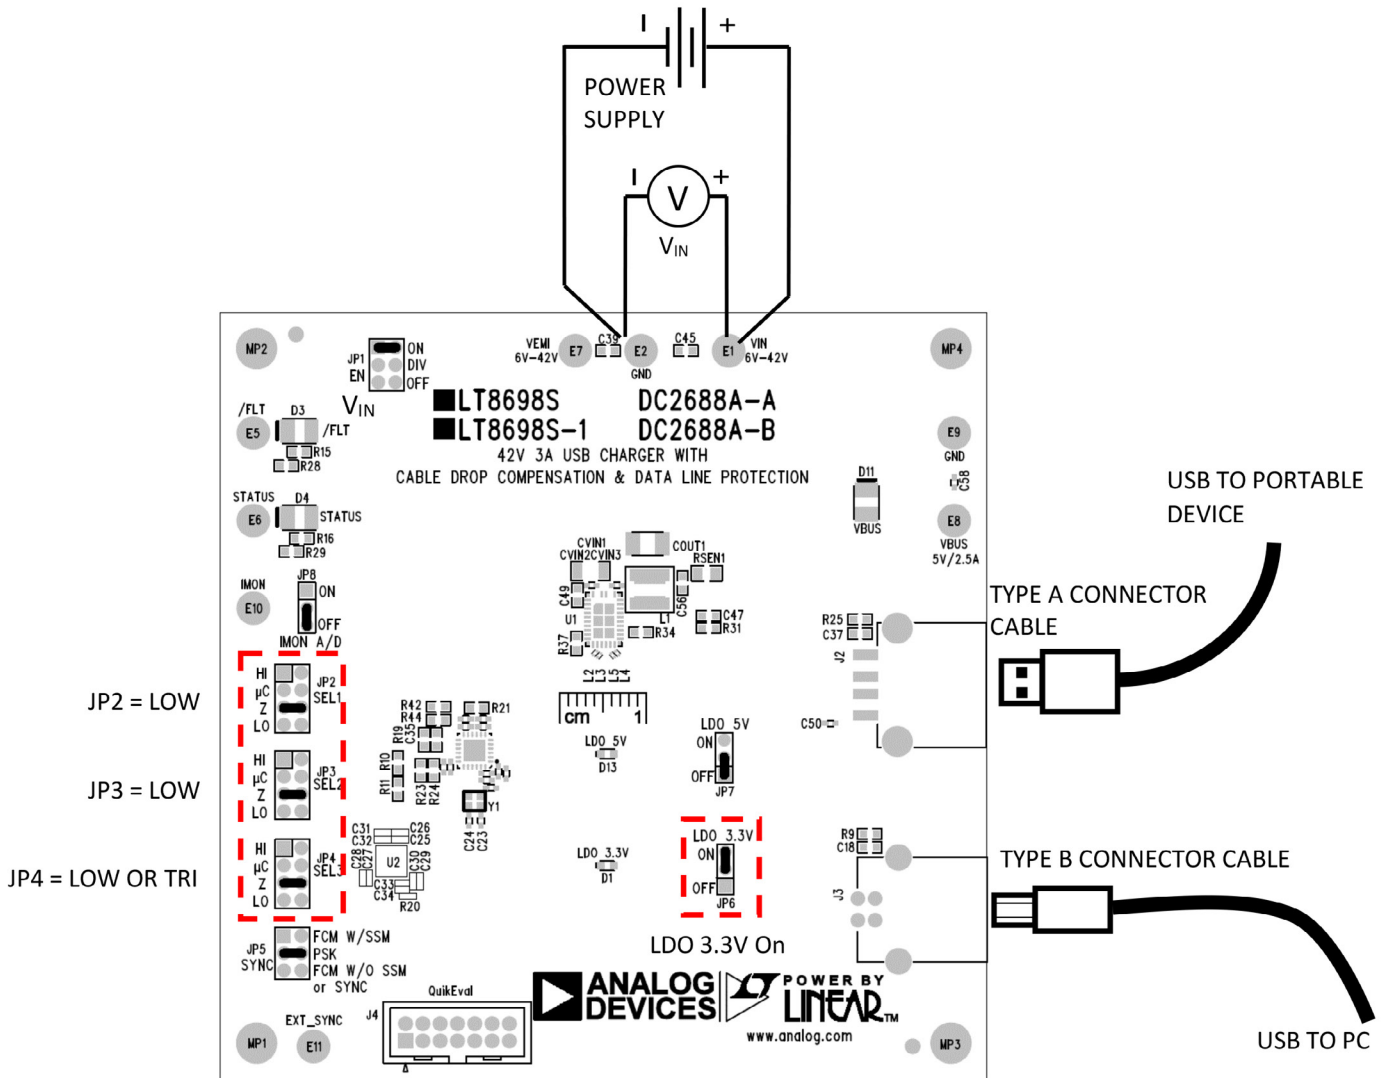 POWER
SUPPLY
V
VIN
I +
I +
MP2
JP1
EN
ON
DIV
OFF
VIN
VEMI
6V-42V
E7
C39
E2
GND
C45
E1
VIN
6V-42V
MP4
LT8698S DC2688A-A
LT8698S-1 DC2688A-B
42V 3A USB CHARGER WITH
CABLE DROP COMPENSATION & DATA LINE PROTECTION
/FLT
E5
D3
/FLT
R15
R28
STATUS
E6
D4
STATUS
R16
R29
E9
GND
C58
D11
VBUS
E8
VBUS
5V/2.5A
USB TO PORTABLE
DEVICE
IMON
E10
JP8
ON
OFF
IMON A/D
CVIN1
CVIN2
CVIN3
COUT1
RSEN1
C49
U1
L1
C56
C47
R31
R34
R37
L2
L3
L5
L4
cm 1
R25
C37
J2
C50
TYPE A CONNECTOR
CABLE
JP2 = LOW
HI
µC
Z
LO
JP2
SEL1
JP3 = LOW
HI
µC
Z
LO
JP3
SEL2
JP4 = LOW OR TRI
HI
µC
Z
LO
JP4
SEL3
R42
R44
R21
R19
C35
R10
R11
R23
R24
Y1
C24
C23
LDO 5V
D13
LDO 5V
ON
OFF
JP7
C31
C32
C26
C25
C28
C27
U2
C30
C29
C33
C34
R20
LDO 3.3V
D1
LDO 3.3V
ON
OFF
JP6
LDO 3.3V On
R9
C18
J3
TYPE B CONNECTOR CABLE
USB TO PC
JP5
SYNC
FCM W/SSM
PSK
FCM W/O SSM
or SYNC
QuikEval
J4
ANALOG
DEVICES
POWER BY
LINEAR™
www.analog.com
MP1
EXT_SYNC
E11
MP3